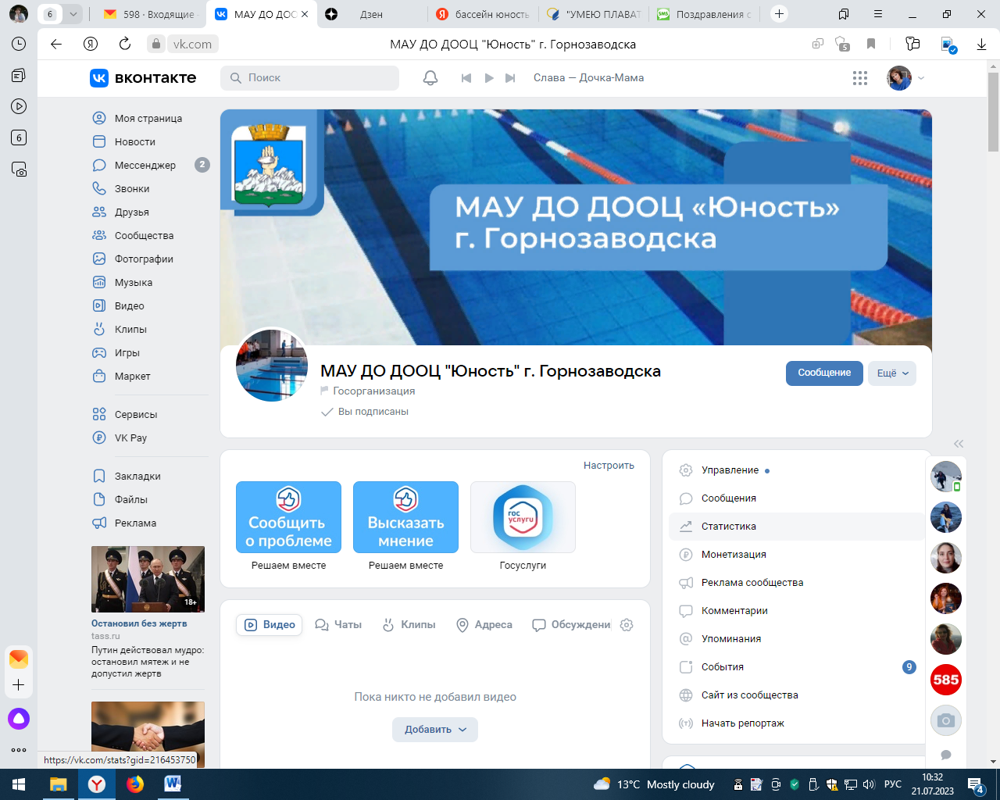 6
598 · Входящие
МАУ ДО ДОО
Дзен
бассейн юность
"УМЕЮ ПЛАВАТ
Поздравления с
vk.com
МАУ ДО ДООЦ "Юность" г. Горнозаводска
5
6
вконтакте
Поиск
Слава — Дочка-Мама
Моя страница
Новости
Мессенджер
2
Звонки
Друзья
Сообщества
Фотографии
Музыка
Видео
Клипы
Игры
Маркет
Сервисы
VK Pay
Закладки
Файлы
Реклама
18+
Остановил без жертв
tass.ru
Путин действовал мудро:
остановил мятеж и не
допустил жертв
МАУ ДО ДООЦ «Юность»
г. Горнозаводска
МАУ ДО ДООЦ "Юность" г. Горнозаводска
Госорганизация
Вы подписаны
Сообщение
Ещё
Настроить
Сообщить
о проблеме
Высказать
мнение
гос
услуги
Решаем вместе
Решаем вместе
Госуслуги
Видео
Чаты
Клипы
Адреса
Обсуждени
Пока никто не добавил видео
Добавить
Управление
Сообщения
Статистика
Монетизация
Реклама сообщества
Комментарии
Упоминания
События
9
Сайт из сообщества
Начать репортаж
585
https://vk.com/stats?gid=216453750
13°C Mostly cloudy
РУС
10:32
21.07.2023
4